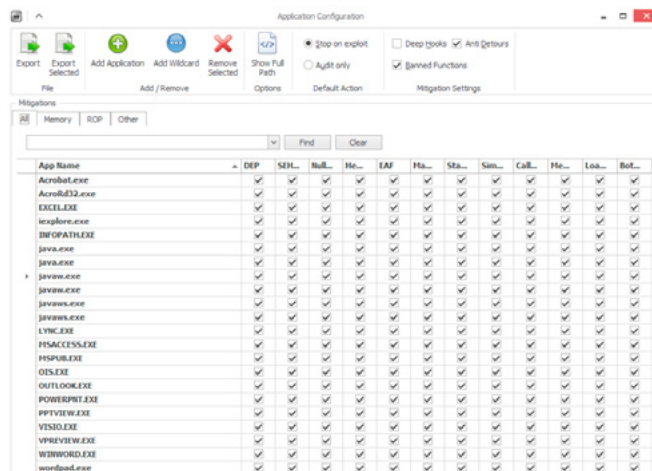 Application Configuration
Export
Export Selected
Add Application
Add Wildcard
Remove Selected
Show Full Path
Stop on exploit
Audit only
Deep Hooks
Anti Detours
Banned Functions
File
Add / Remove
Options
Default Action
Mitigation Settings
Mitigations
All
Memory
ROP
Other
Find
Clear
App Name DEP SEH... Null... He... EAF Ma... Sta... Sim... Call... Me... Loa... Bot...
Acrobat.exe
AcroRd32.exe
EXCEL.EXE
iexplore.exe
INFOPATH.EXE
java.exe
java.exe
javaw.exe
javaw.exe
javaws.exe
javaws.exe
LYNC.EXE
MSACCESS.EXE
MSPUB.EXE
OIS.EXE
OUTLOOK.EXE
POWERPNT.EXE
PPTVIEW.EXE
VISIO.EXE
VPREVIEW.EXE
WINWORD.EXE
wordpad.exe